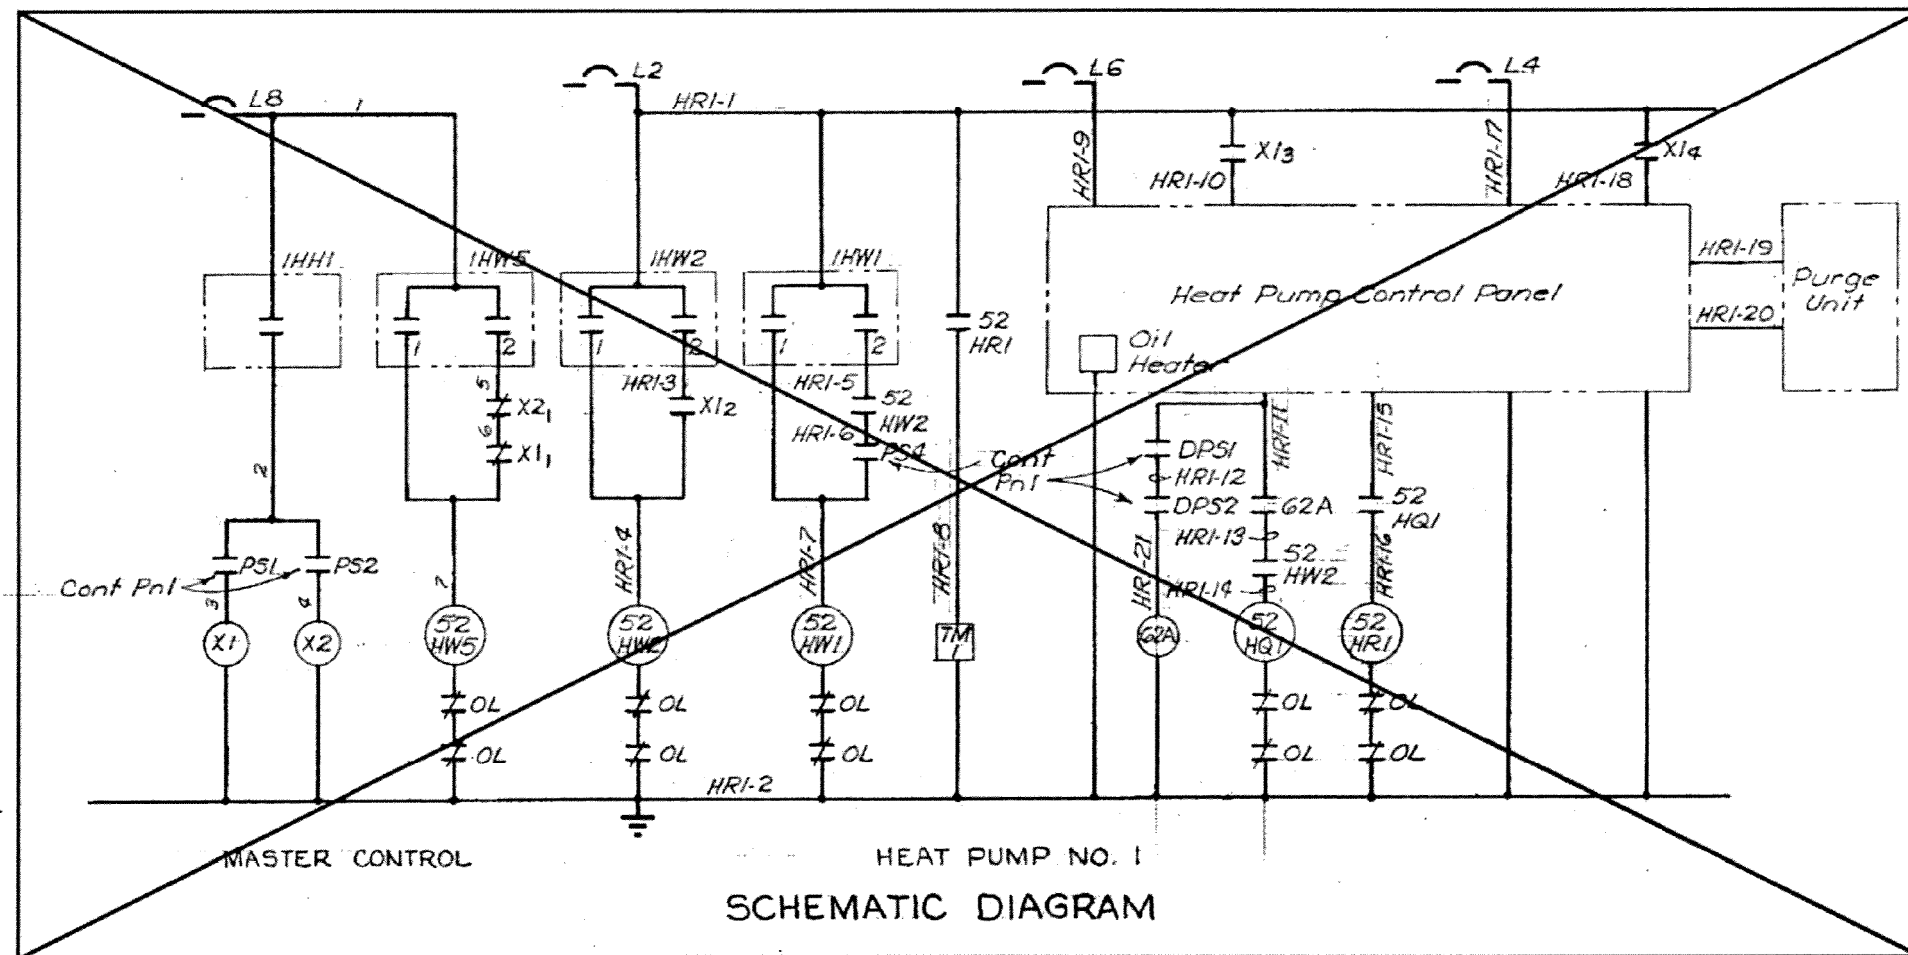 L8
1
L2
HR1-1
L6
L4
HR1-9
X13
HR1-10
HR1-17
X14
HR1-18
1HH1
1HW5
1HW2
1HW1
Heat Pump Control Panel
HR1-19
HR1-20
Purge
Unit
1
2
1
2
1
2
52
HR1
Oil
Heater
5
X21
6
X11
HR1-3
X12
HR1-5
52
HW2
HR1-6
PS4
Cont
Pnl
DPS1
HR1-12
DPS2
HR1-11
62A
HR1-13
52
HW2
HR1-14
HR1-15
52
HQ1
HR1-16
2
PS1
PS2
Cont Pnl
3
4
7
HR1-4
HR1-7
HR1-8
HR1-21
X1
X2
52
HW5
52
HW2
52
HW1
TM
1
62A
52
HQ1
52
HR1
OL
OL
OL
OL
OL
OL
OL
OL
OL
OL
HR1-2
MASTER CONTROL
HEAT PUMP NO. 1
SCHEMATIC DIAGRAM